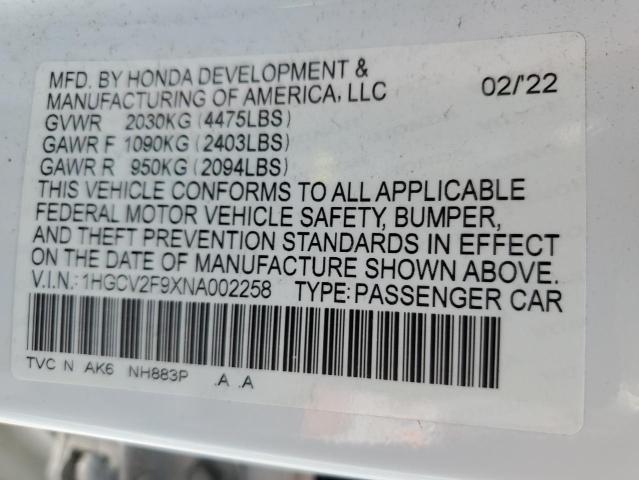 MFD. BY HONDA DEVELOPMENT &
MANUFACTURING OF AMERICA, LLC 02/'22
GVWR 2030KG (4475LBS)
GAWR F 1090KG (2403LBS)
GAWR R 950KG (2094LBS)
THIS VEHICLE CONFORMS TO ALL APPLICABLE
FEDERAL MOTOR VEHICLE SAFETY, BUMPER,
AND THEFT PREVENTION STANDARDS IN EFFECT
ON THE DATE OF MANUFACTURE SHOWN ABOVE.
V.I.N.: 1HGCV2F9XNA002258 TYPE: PASSENGER CAR
TVC N AK6 NH883P .A .A